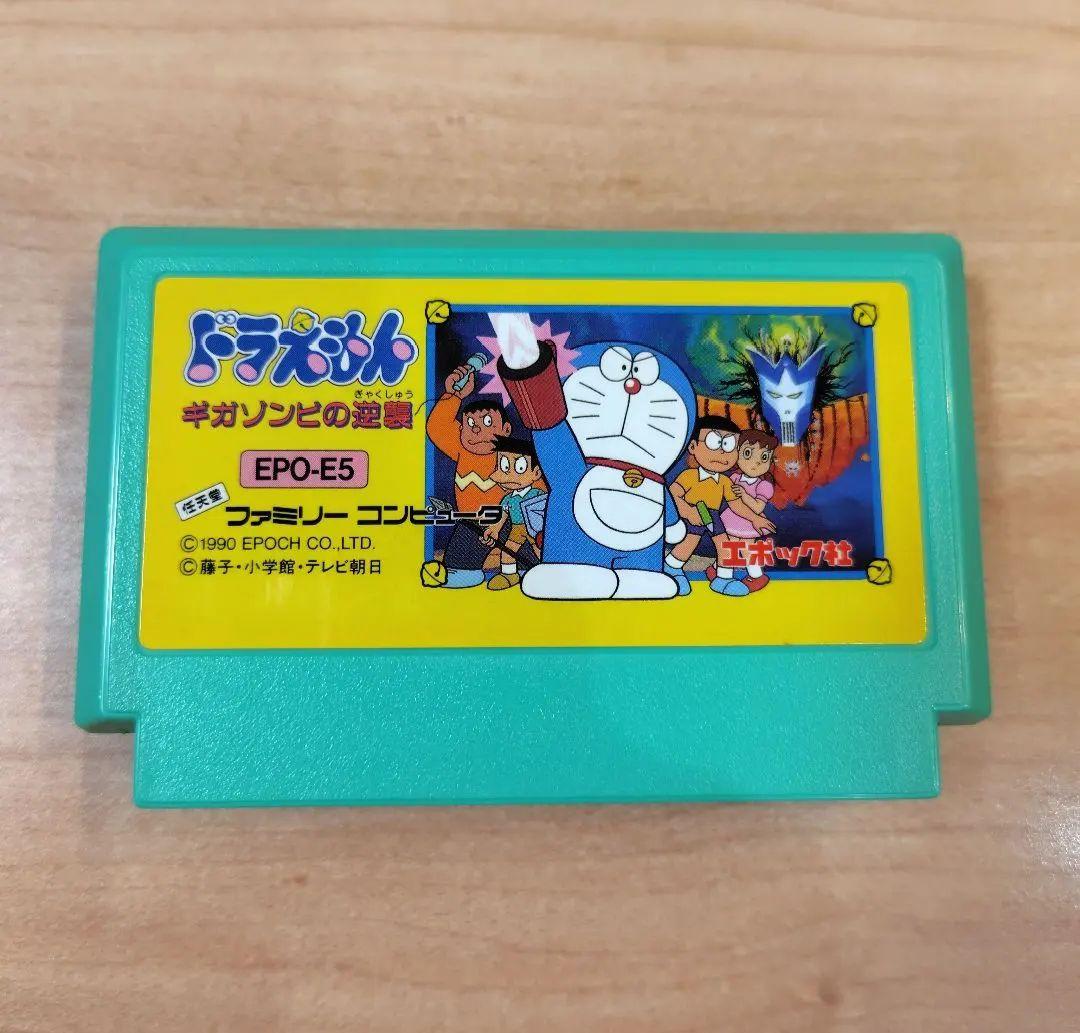 ドラえもん
ぎゃくしゅう
ギガゾンビの逆襲
EPO-E5
任天堂
ファミリー コンピュータ
©1990 EPOCH CO.,LTD.
©藤子・小学館・テレビ朝日
エポック社